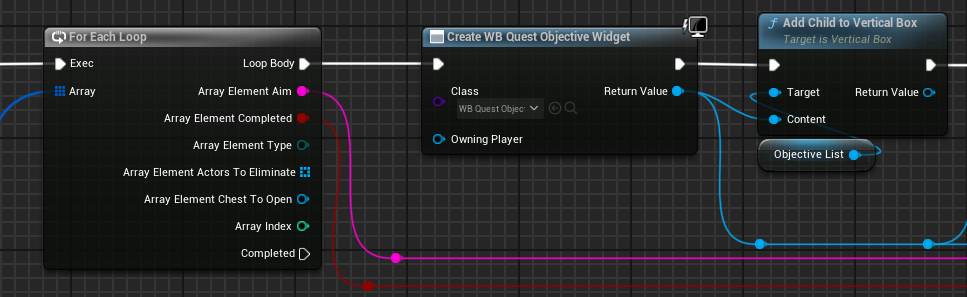 For Each Loop
Exec
Loop Body
Array
Array Element Aim
Array Element Completed
Array Element Type
Array Element Actors To Eliminate
Array Element Chest To Open
Array Index
Completed
Create WB Quest Objective Widget
Class
WB Quest Objec
Return Value
Owning Player
f Add Child to Vertical Box
Target is Vertical Box
Target
Return Value
Content
Objective List